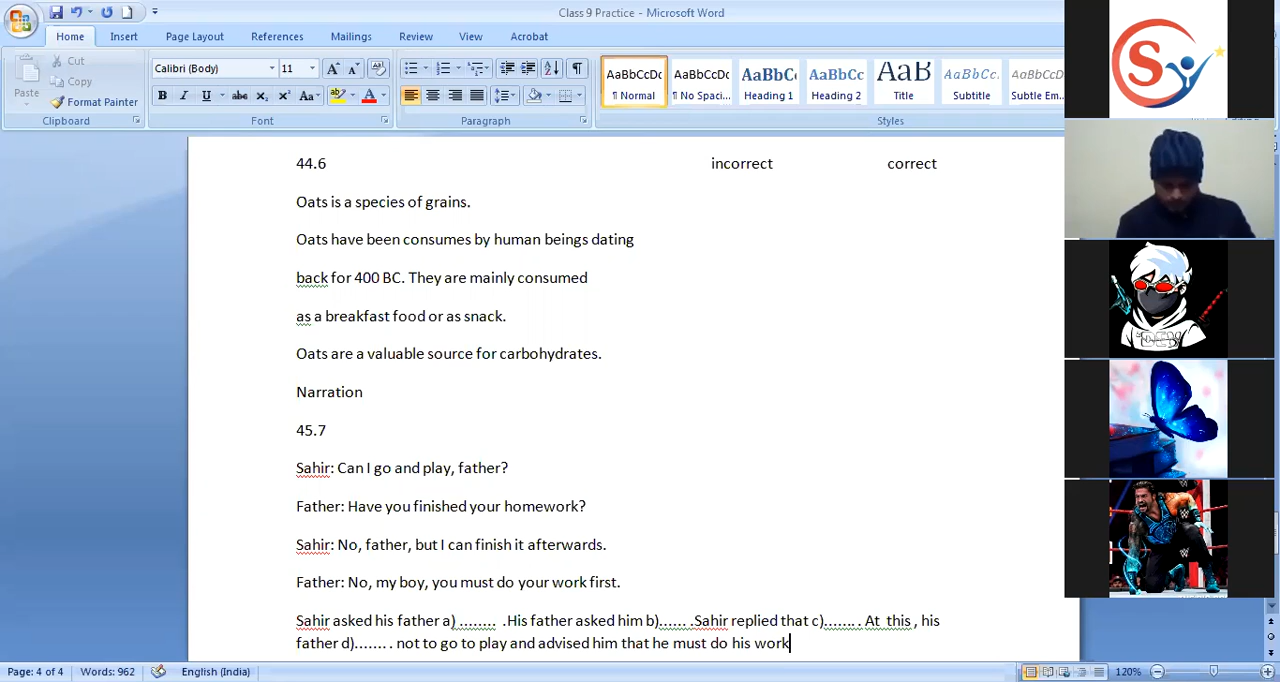 Class 9 Practice - Microsoft Word
Home Insert Page Layout References Mailings Review View Acrobat
Cut
Copy
Paste
Format Painter
Calibri (Body) 11
AaBbCcDc AaBbCcDc AaBbC AaBbCc AaB AaBbCc. AaBbCcDc
¶ Normal ¶ No Spaci... Heading 1 Heading 2 Title Subtitle Subtle Em...
Clipboard Font Paragraph Styles
44.6 incorrect correct
Oats is a species of grains.
Oats have been consumes by human beings dating
back for 400 BC. They are mainly consumed
as a breakfast food or as snack.
Oats are a valuable source for carbohydrates.
Narration
45.7
Sahir: Can I go and play, father?
Father: Have you finished your homework?
Sahir: No, father, but I can finish it afterwards.
Father: No, my boy, you must do your work first.
Sahir asked his father a) ........ .His father asked him b)...... .Sahir replied that c)........ . At this , his
father d)....... . not to go to play and advised him that he must do his work
Page: 4 of 4 Words: 962 English (India) 120%